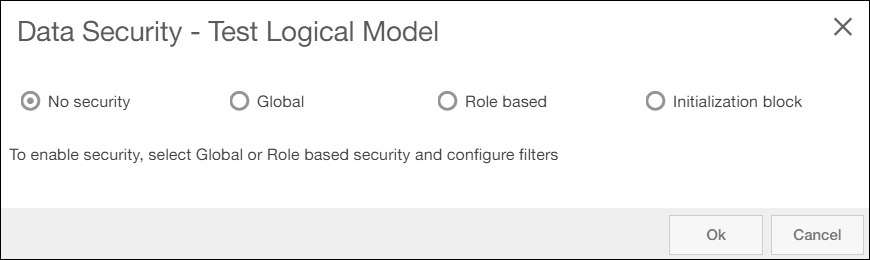 Data Security - Test Logical Model
No security Global Role based Initialization block
To enable security, select Global or Role based security and configure filters
Ok Cancel